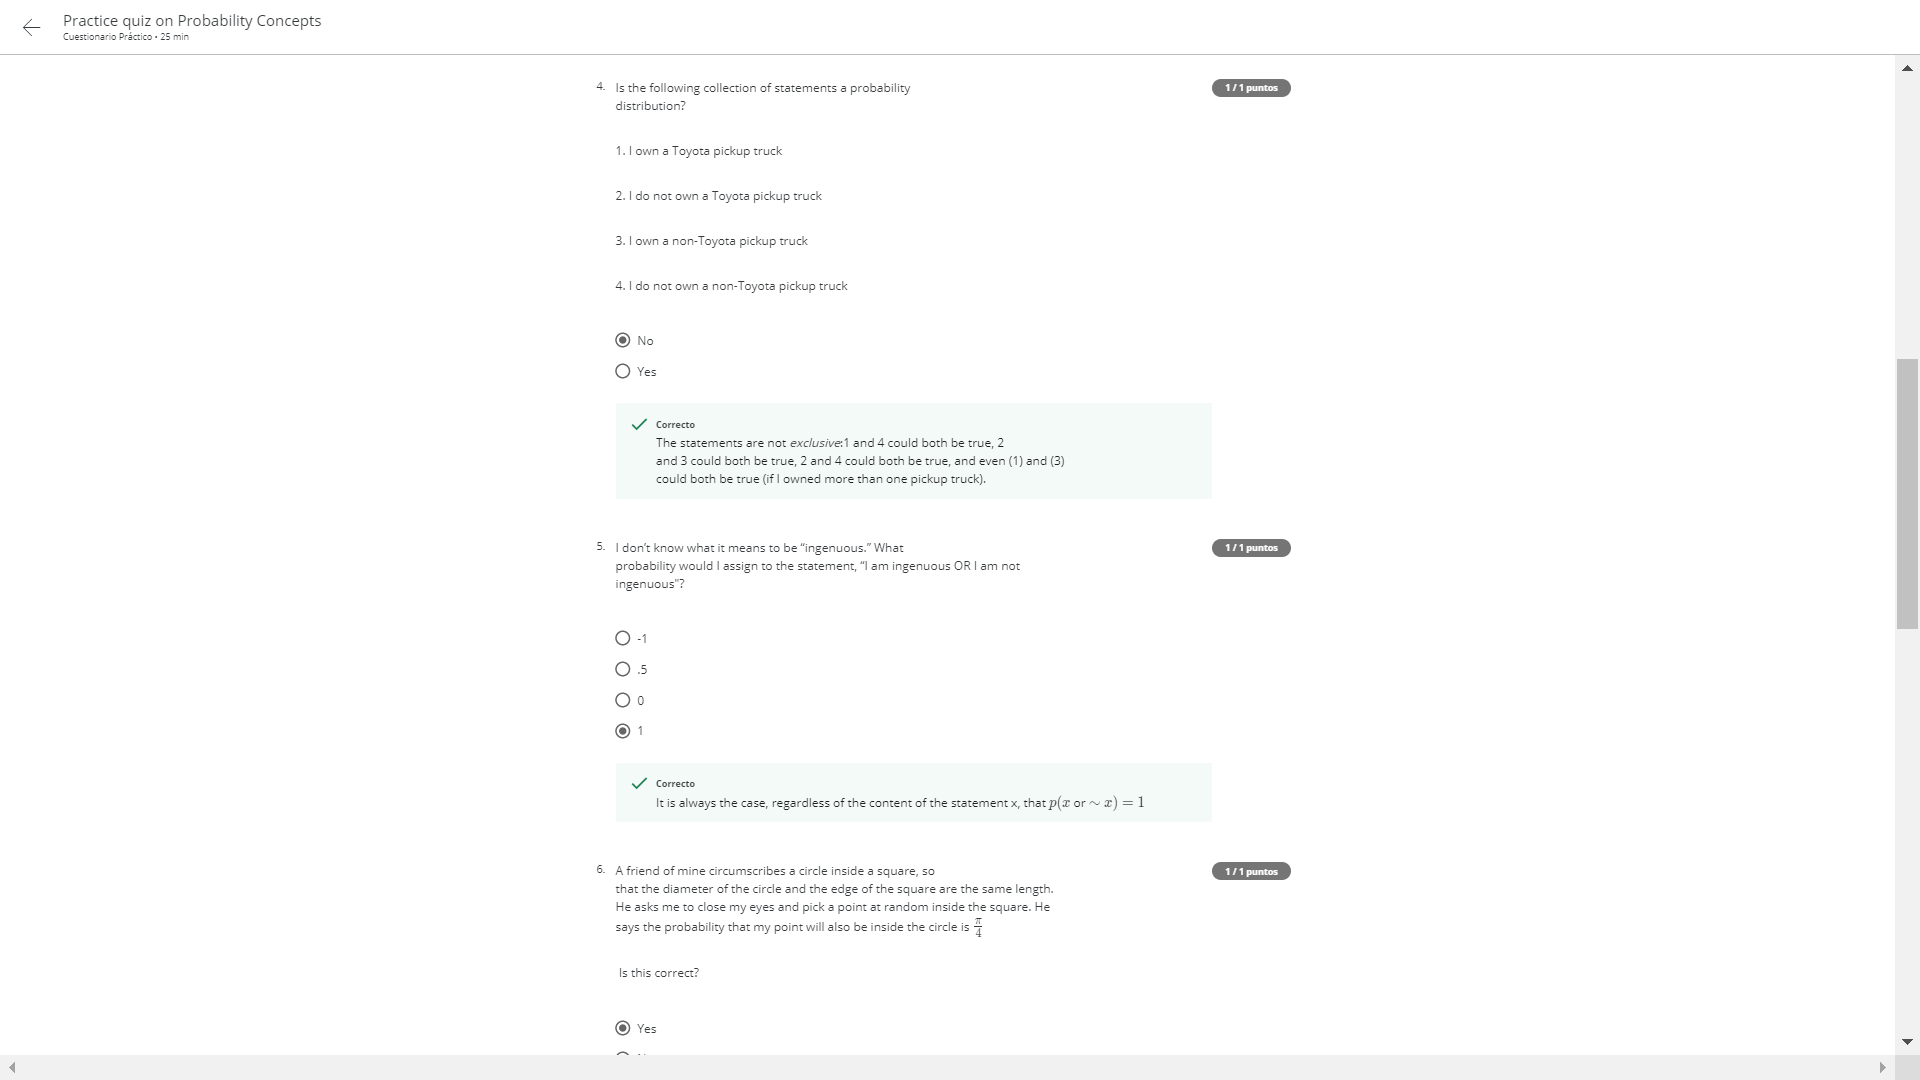 Practice quiz on Probability Concepts
Cuestionario Práctico • 25 min
4. Is the following collection of statements a probability
distribution?
1 / 1 puntos
1. I own a Toyota pickup truck
2. I do not own a Toyota pickup truck
3. I own a non-Toyota pickup truck
4. I do not own a non-Toyota pickup truck
No
Yes
Correcto
The statements are not exclusive:1 and 4 could both be true, 2
and 3 could both be true, 2 and 4 could both be true, and even (1) and (3)
could both be true (if I owned more than one pickup truck).
5. I don't know what it means to be “ingenuous.” What
probability would I assign to the statement, “I am ingenuous OR I am not
ingenuous”?
1 / 1 puntos
-1
.5
0
1
Correcto
It is always the case, regardless of the content of the statement x, that p(x or ∼ x) = 1
6. A friend of mine circumscribes a circle inside a square, so
that the diameter of the circle and the edge of the square are the same length.
He asks me to close my eyes and pick a point at random inside the square. He
says the probability that my point will also be inside the circle is π/4
1 / 1 puntos
Is this correct?
Yes